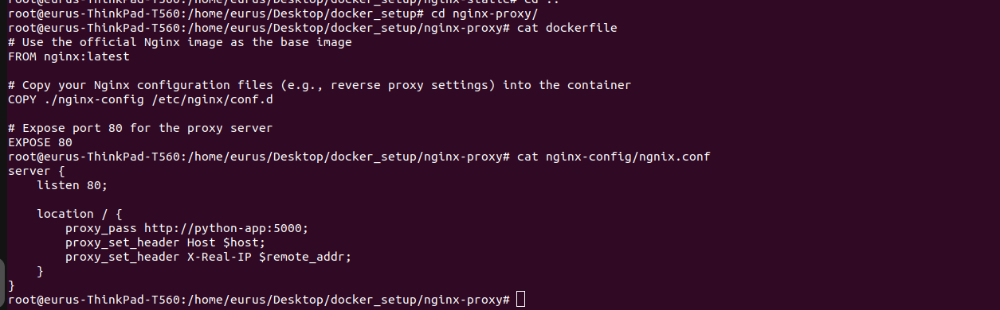 root@eurus-ThinkPad-T560:/home/eurus/Desktop/docker_setup/nginx-static# cd ..
root@eurus-ThinkPad-T560:/home/eurus/Desktop/docker_setup# cd nginx-proxy/
root@eurus-ThinkPad-T560:/home/eurus/Desktop/docker_setup/nginx-proxy# cat dockerfile
# Use the official Nginx image as the base image
FROM nginx:latest

# Copy your Nginx configuration files (e.g., reverse proxy settings) into the container
COPY ./nginx-config /etc/nginx/conf.d

# Expose port 80 for the proxy server
EXPOSE 80
root@eurus-ThinkPad-T560:/home/eurus/Desktop/docker_setup/nginx-proxy# cat nginx-config/ngnix.conf
server {
    listen 80;

    location / {
        proxy_pass http://python-app:5000;
        proxy_set_header Host $host;
        proxy_set_header X-Real-IP $remote_addr;
    }
}
root@eurus-ThinkPad-T560:/home/eurus/Desktop/docker_setup/nginx-proxy#